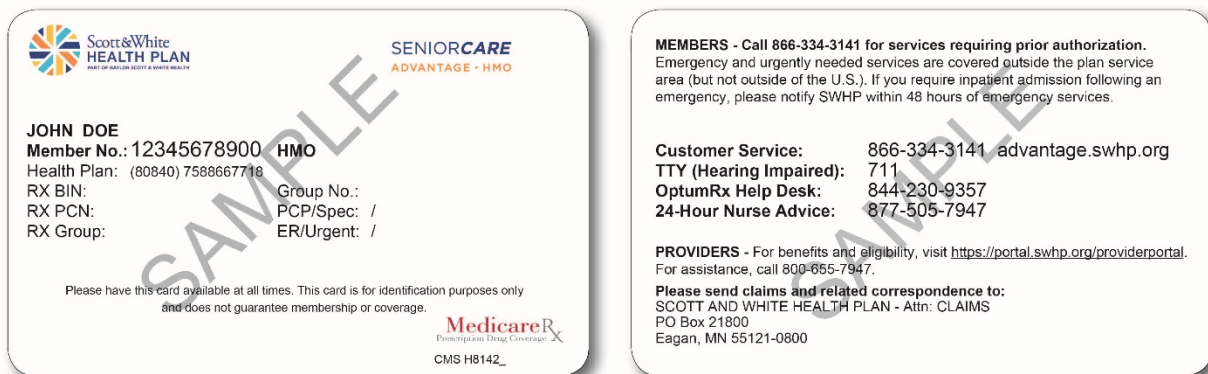 Scott&White
HEALTH PLAN
PART OF BAYLOR SCOTT & WHITE HEALTH
SENIORCARE
ADVANTAGE · HMO
JOHN DOE
Member No.: 12345678900 HMO
Health Plan: (80840) 7588667718
RX BIN:
RX PCN:
RX Group:
Group No.:
PCP/Spec: /
ER/Urgent: /
SAMPLE
Please have this card available at all times. This card is for identification purposes only
and does not guarantee membership or coverage.
MedicareRx
Prescription Drug Coverage
CMS H8142_
MEMBERS - Call 866-334-3141 for services requiring prior authorization.
Emergency and urgently needed services are covered outside the plan service
area (but not outside of the U.S.). If you require inpatient admission following an
emergency, please notify SWHP within 48 hours of emergency services.
Customer Service: 866-334-3141 advantage.swhp.org
TTY (Hearing Impaired): 711
OptumRx Help Desk: 844-230-9357
24-Hour Nurse Advice: 877-505-7947
SAMPLE
PROVIDERS - For benefits and eligibility, visit https://portal.swhp.org/providerportal.
For assistance, call 800-655-7947.
Please send claims and related correspondence to:
SCOTT AND WHITE HEALTH PLAN - Attn: CLAIMS
PO Box 21800
Eagan, MN 55121-0800